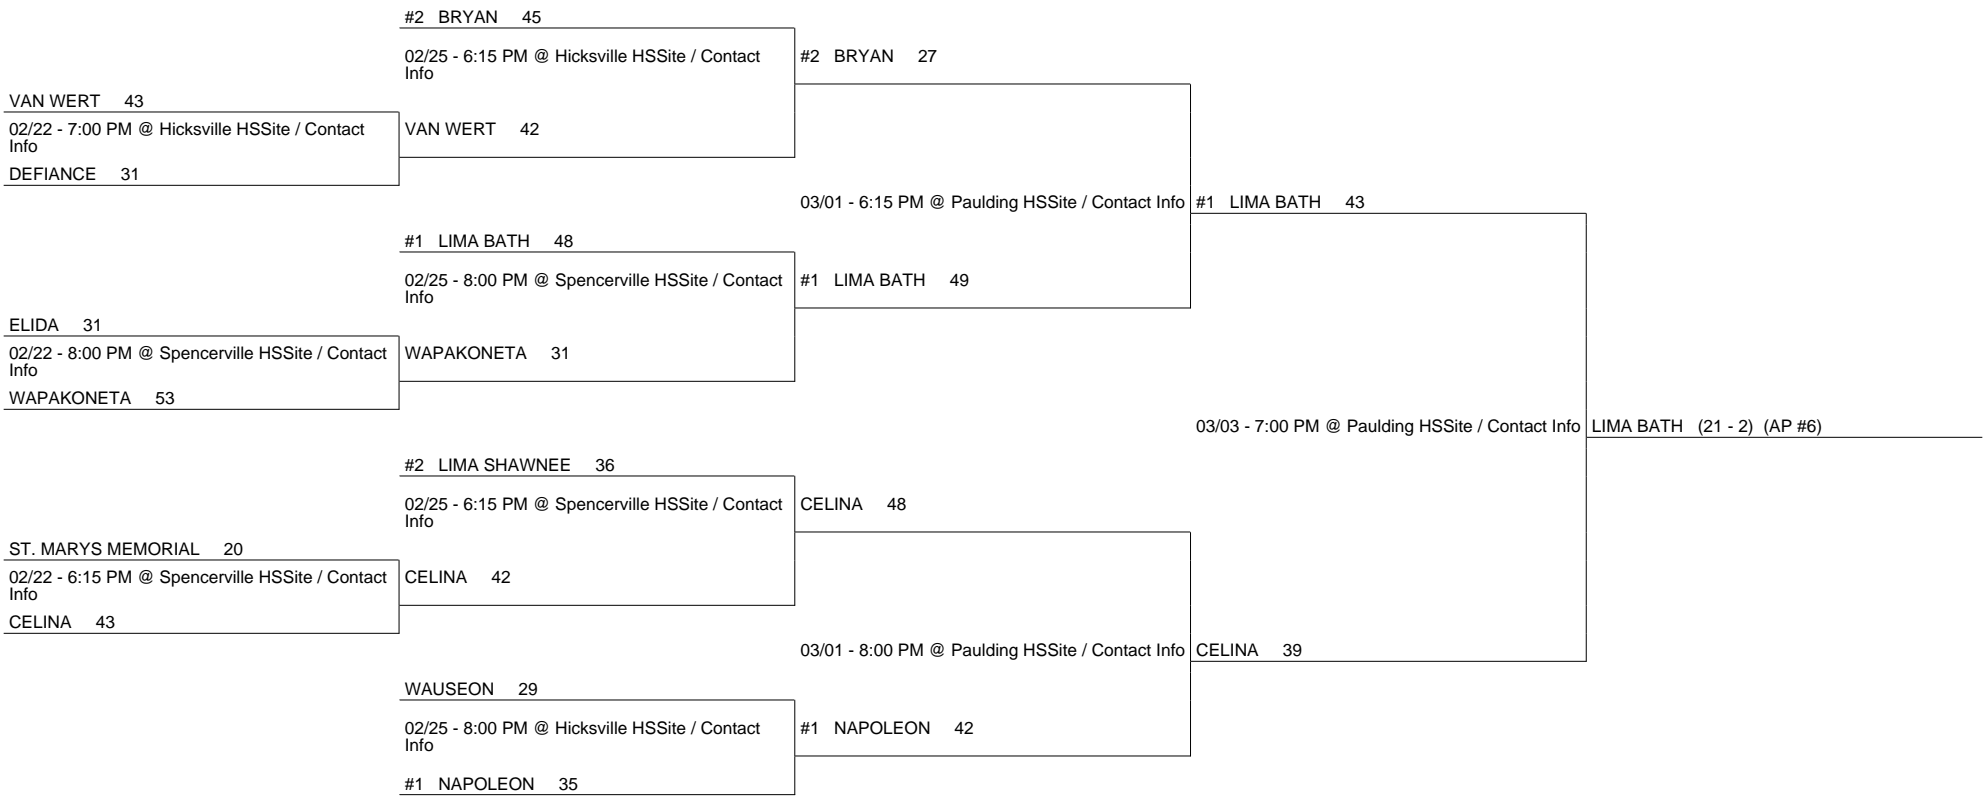 #2 BRYAN 45
02/25 - 6:15 PM @ Hicksville HSSite / Contact
Info
#2 BRYAN 27
VAN WERT 43
02/22 - 7:00 PM @ Hicksville HSSite / Contact
Info
VAN WERT 42
DEFIANCE 31
03/01 - 6:15 PM @ Paulding HSSite / Contact Info
#1 LIMA BATH 43
#1 LIMA BATH 48
02/25 - 8:00 PM @ Spencerville HSSite / Contact
Info
#1 LIMA BATH 49
ELIDA 31
02/22 - 8:00 PM @ Spencerville HSSite / Contact
Info
WAPAKONETA 31
WAPAKONETA 53
03/03 - 7:00 PM @ Paulding HSSite / Contact Info
LIMA BATH (21 - 2) (AP #6)
#2 LIMA SHAWNEE 36
02/25 - 6:15 PM @ Spencerville HSSite / Contact
Info
CELINA 48
ST. MARYS MEMORIAL 20
02/22 - 6:15 PM @ Spencerville HSSite / Contact
Info
CELINA 42
CELINA 43
03/01 - 8:00 PM @ Paulding HSSite / Contact Info
CELINA 39
WAUSEON 29
02/25 - 8:00 PM @ Hicksville HSSite / Contact
Info
#1 NAPOLEON 42
#1 NAPOLEON 35